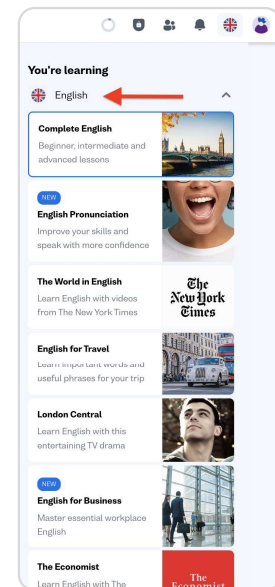 You're learning
English
Complete English
Beginner, intermediate and
advanced lessons
NEW
English Pronunciation
Improve your skills and
speak with more confidence
The World in English
Learn English with videos
from The New York Times
The
New York
Times
English for Travel
Learn important words and
useful phrases for your trip
London Central
Learn English with this
entertaining TV drama
NEW
English for Business
Master essential workplace
English
The Economist
Learn English with The
The
Economist